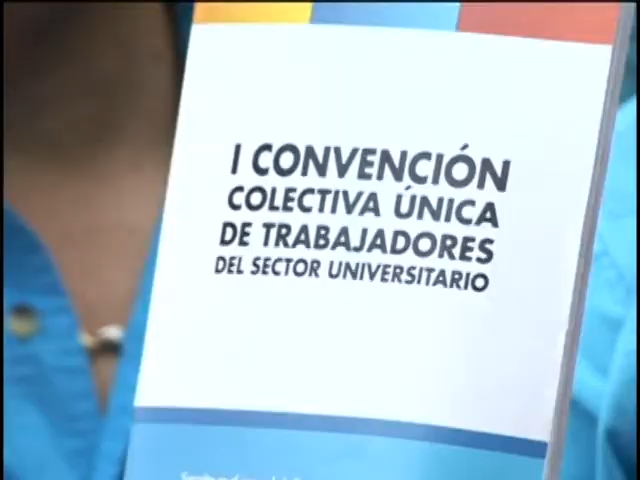 I CONVENCIÓN
COLECTIVA ÚNICA
DE TRABAJADORES
DEL SECTOR UNIVERSITARIO